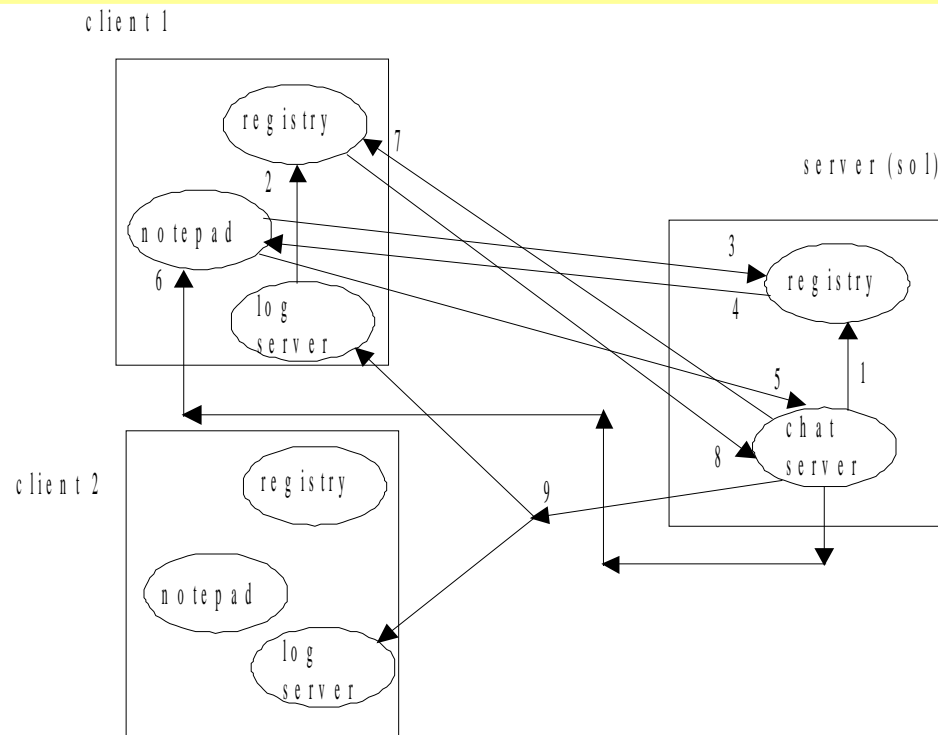 client 1
registry
7
server (sol)
2
notepad
3
registry
6
4
log
server
5
1
chat
server
8
client 2
registry
9
notepad
log
server